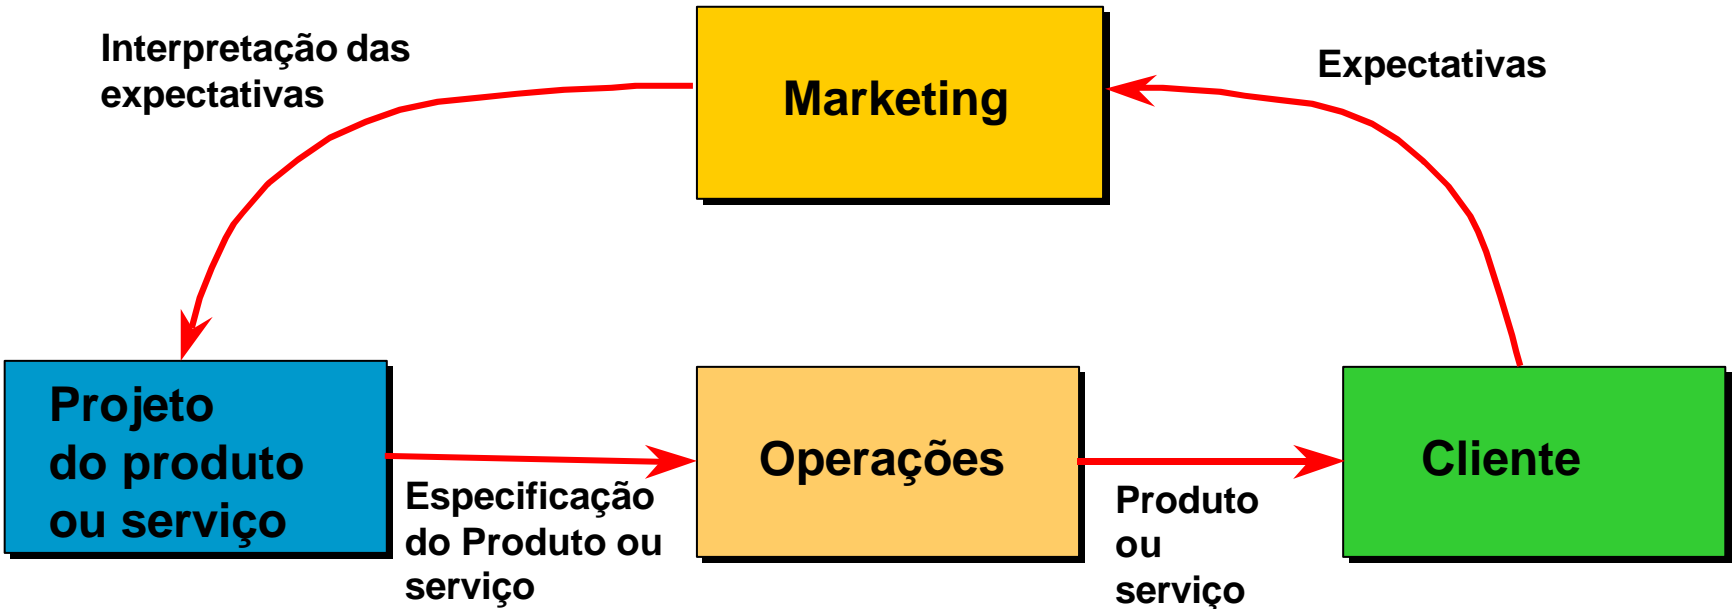 Interpretação das
expectativas
Marketing
Expectativas
Projeto
do produto
ou serviço
Especificação
do Produto ou
serviço
Operações
Produto
ou
serviço
Cliente